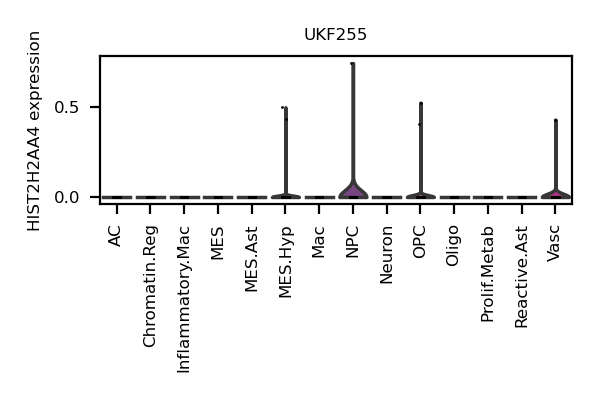 UKF255
HIST2H2AA4 expression
0.5
0.0
AC
Chromatin.Reg
Inflammatory.Mac
MES
MES.Ast
MES.Hyp
Mac
NPC
Neuron
OPC
Oligo
Prolif.Metab
Reactive.Ast
Vasc